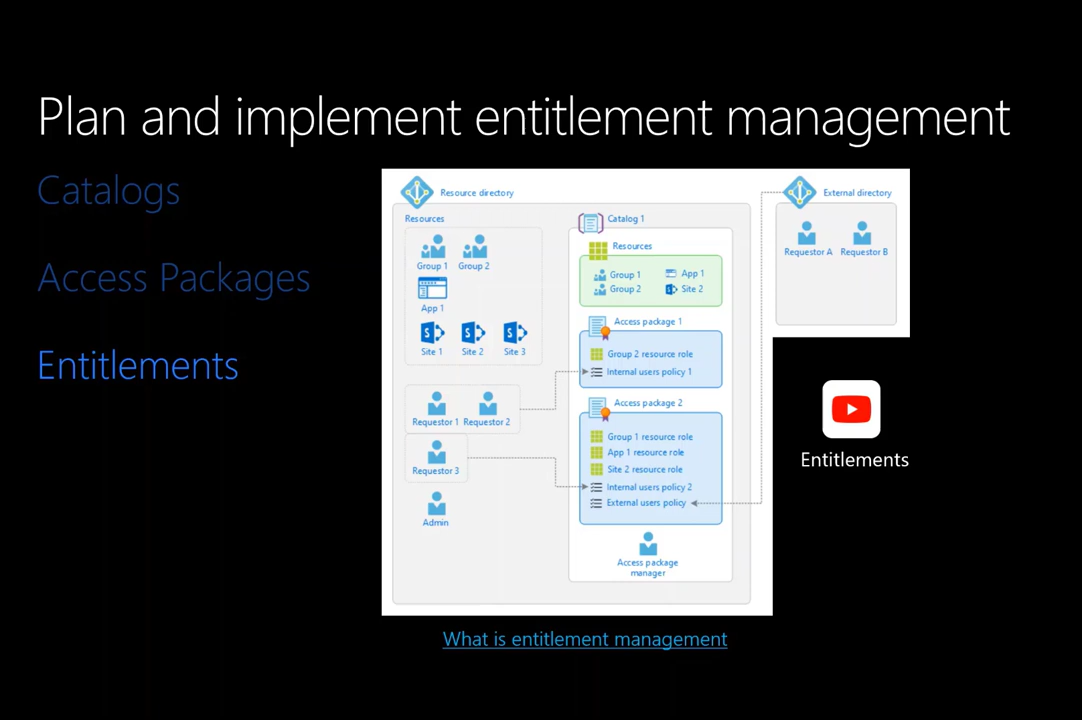 Plan and implement entitlement management
Catalogs
Access Packages
Entitlements
Resource directory
Resources
Group 1 Group 2
App 1
Site 1 Site 2 Site 3
Requestor 1 Requestor 2
Requestor 3
Admin
Catalog 1
Resources
Group 1 App 1
Group 2 Site 2
Access package 1
Group 2 resource role
Internal users policy 1
Access package 2
Group 1 resource role
App 1 resource role
Site 2 resource role
Internal users policy 2
External users policy
Access package
manager
External directory
Requestor A Requestor B
Entitlements
What is entitlement management